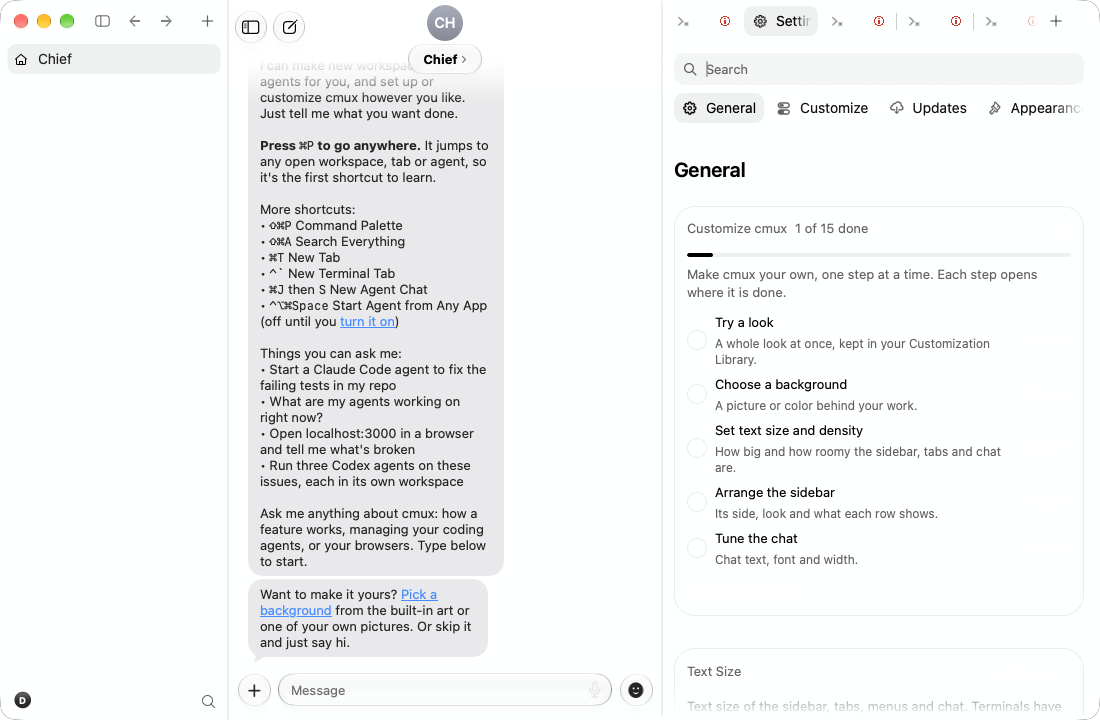 Chief
D
CH
Chief
I can make new workspaces
agents for you, and set up or
customize cmux however you like.
Just tell me what you want done.
Press ⌘P to go anywhere. It jumps to
any open workspace, tab or agent, so
it's the first shortcut to learn.
More shortcuts:
• ⇧⌘P Command Palette
• ⇧⌘A Search Everything
• ⌘T New Tab
• ^` New Terminal Tab
• ⌘J then S New Agent Chat
• ^⌥⌘Space Start Agent from Any App
(off until you turn it on)
Things you can ask me:
• Start a Claude Code agent to fix the
failing tests in my repo
• What are my agents working on
right now?
• Open localhost:3000 in a browser
and tell me what's broken
• Run three Codex agents on these
issues, each in its own workspace
Ask me anything about cmux: how a
feature works, managing your coding
agents, or your browsers. Type below
to start.
Want to make it yours? Pick a
background from the built-in art or
one of your own pictures. Or skip it
and just say hi.
Message
Settin
Search
General Customize Updates Appearanc
General
Customize cmux 1 of 15 done
Make cmux your own, one step at a time. Each step opens
where it is done.
Try a look
A whole look at once, kept in your Customization
Library.
Choose a background
A picture or color behind your work.
Set text size and density
How big and how roomy the sidebar, tabs and chat
are.
Arrange the sidebar
Its side, look and what each row shows.
Tune the chat
Chat text, font and width.
Text Size
Text size of the sidebar, tabs, menus and chat. Terminals have